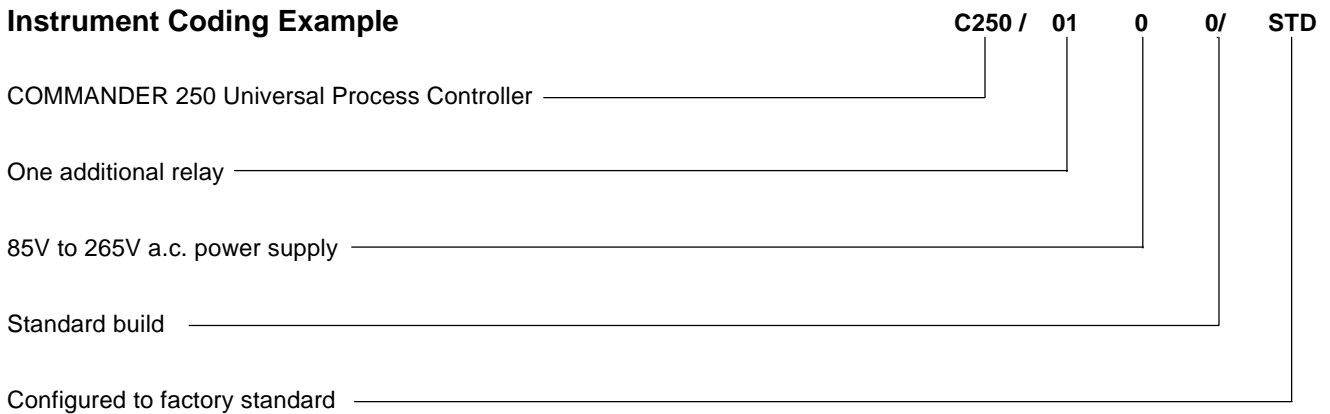 Instrument Coding Example C250 / 01 0 0/ STD
COMMANDER 250 Universal Process Controller
One additional relay
85V to 265V a.c. power supply
Standard build
Configured to factory standard